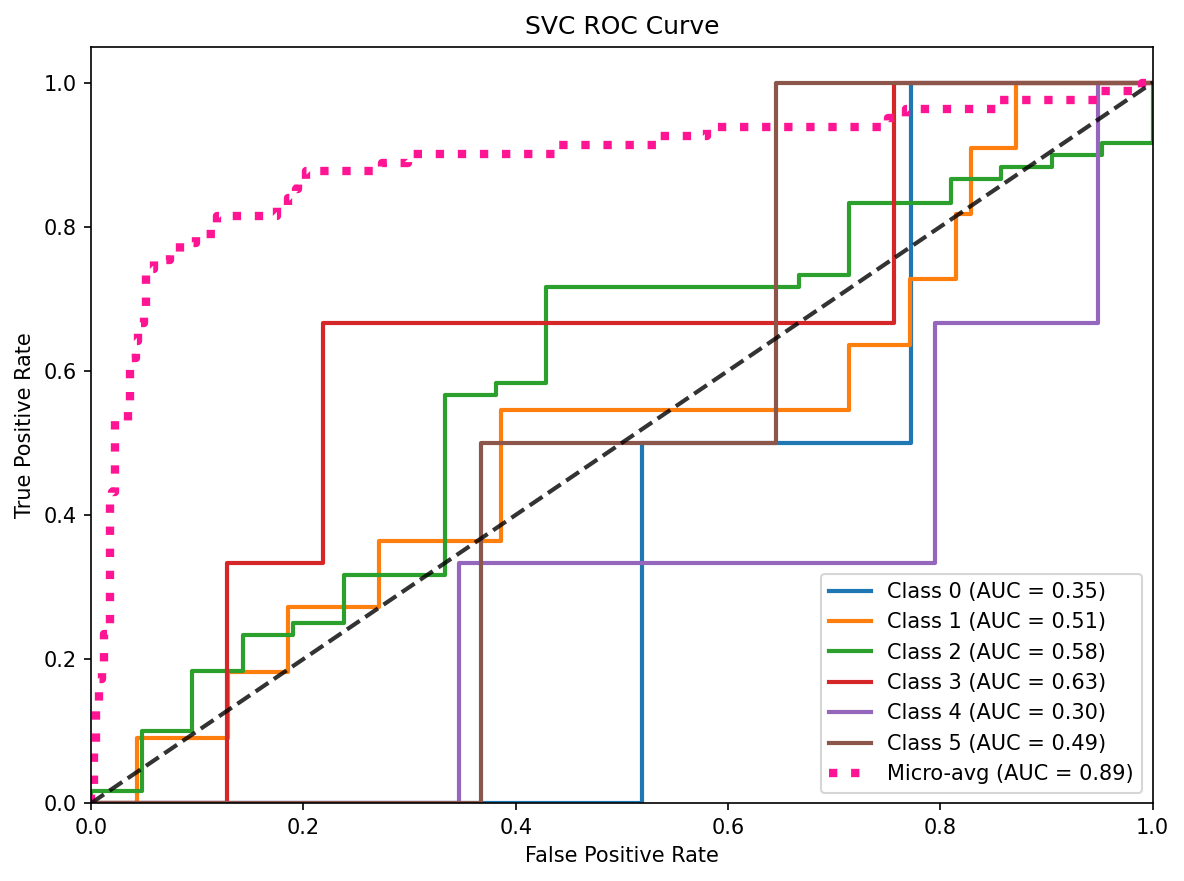 SVC ROC Curve
1.0
0.8
0.6
0.4
0.2
0.0
True Positive Rate
Class 0 (AUC = 0.35)
Class 1 (AUC = 0.51)
Class 2 (AUC = 0.58)
Class 3 (AUC = 0.63)
Class 4 (AUC = 0.30)
Class 5 (AUC = 0.49)
Micro-avg (AUC = 0.89)
0.0 0.2 0.4 0.6 0.8 1.0
False Positive Rate